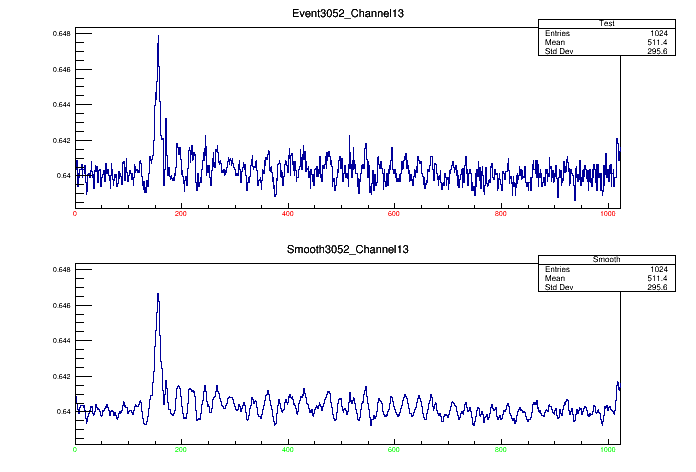 Event3052_Channel13
Test
Entries 1024
Mean 511.4
Std Dev 295.6
0.648
0.646
0.644
0.642
0.64
0 200 400 600 800 1000
Smooth3052_Channel13
Smooth
Entries 1024
Mean 511.4
Std Dev 295.6
0.648
0.646
0.644
0.642
0.64
0 200 400 600 800 1000